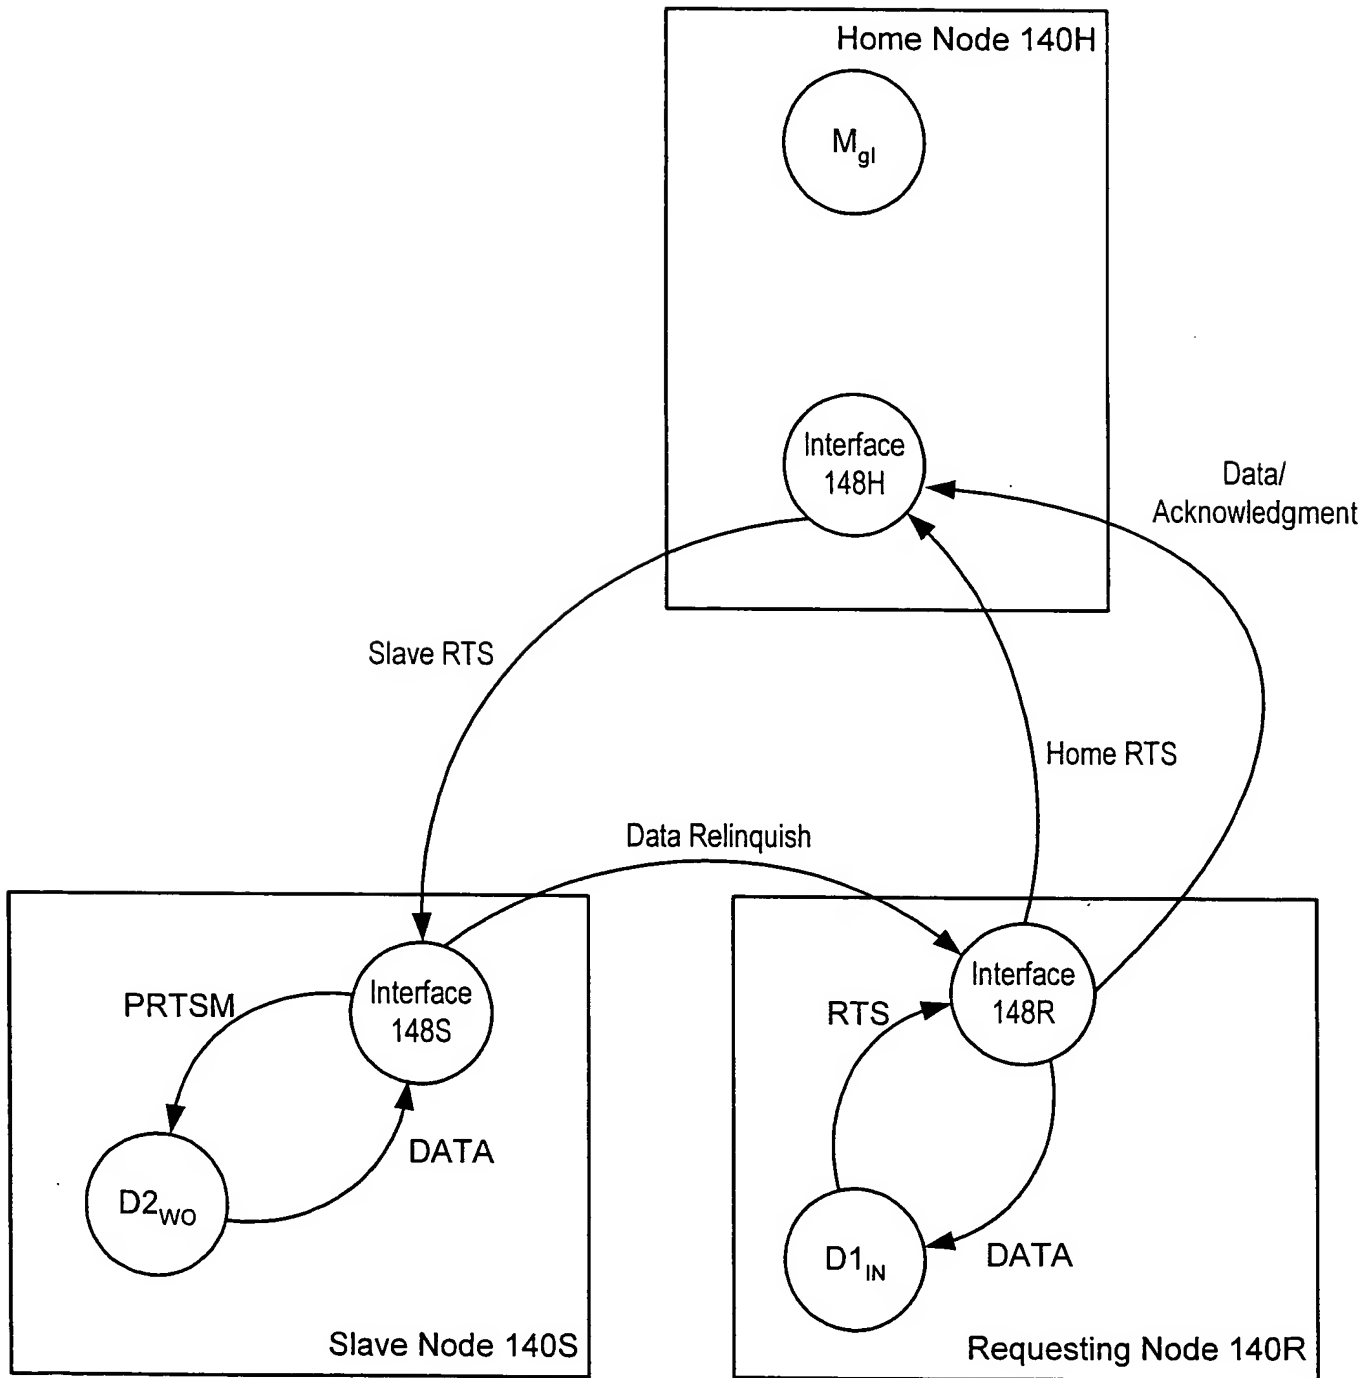 Home Node 140H
M_gI
Interface
148H
Data/
Acknowledgment
Slave RTS
Home RTS
Data Relinquish
Interface
148S
PRTSM
DATA
D2_WO
Slave Node 140S
Interface
148R
RTS
DATA
D1_IN
Requesting Node 140R